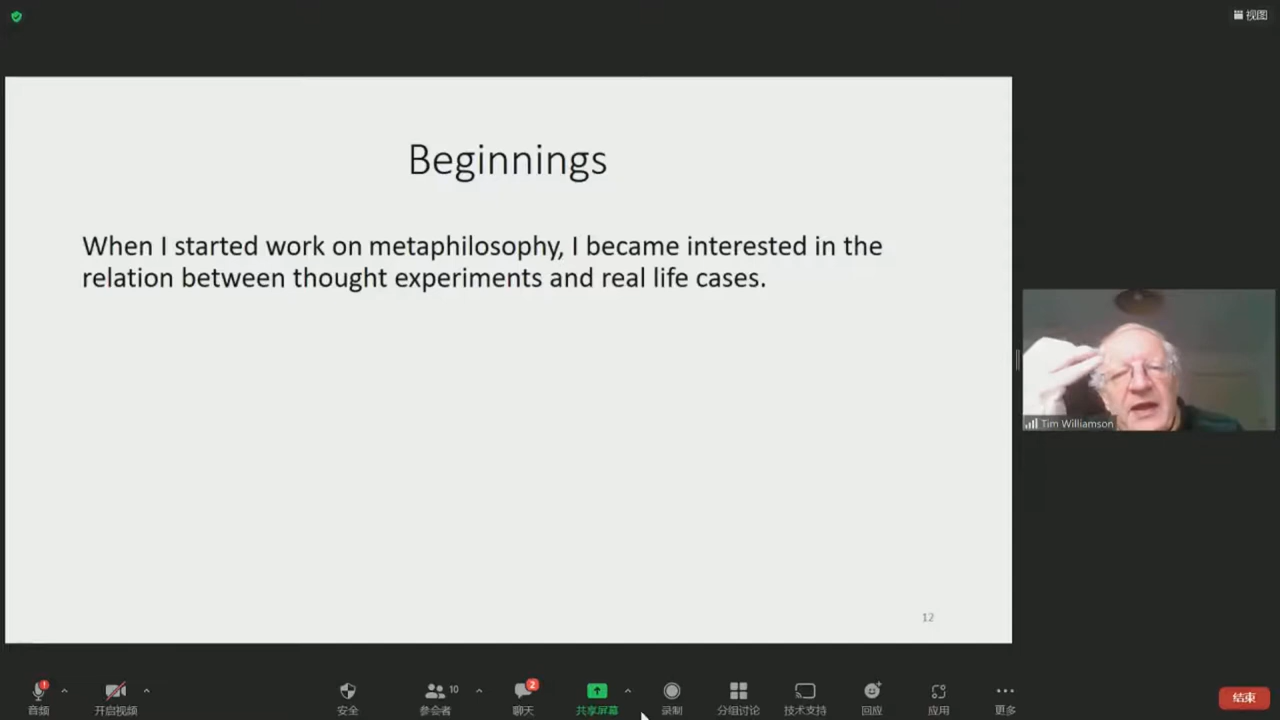 视图
Beginnings
When I started work on metaphilosophy, I became interested in the
relation between thought experiments and real life cases.
Tim Williamson
12
10
2
音频
开启视频
安全
参会者
聊天
共享屏幕
录制
分组讨论
技术支持
回应
应用
更多
结束